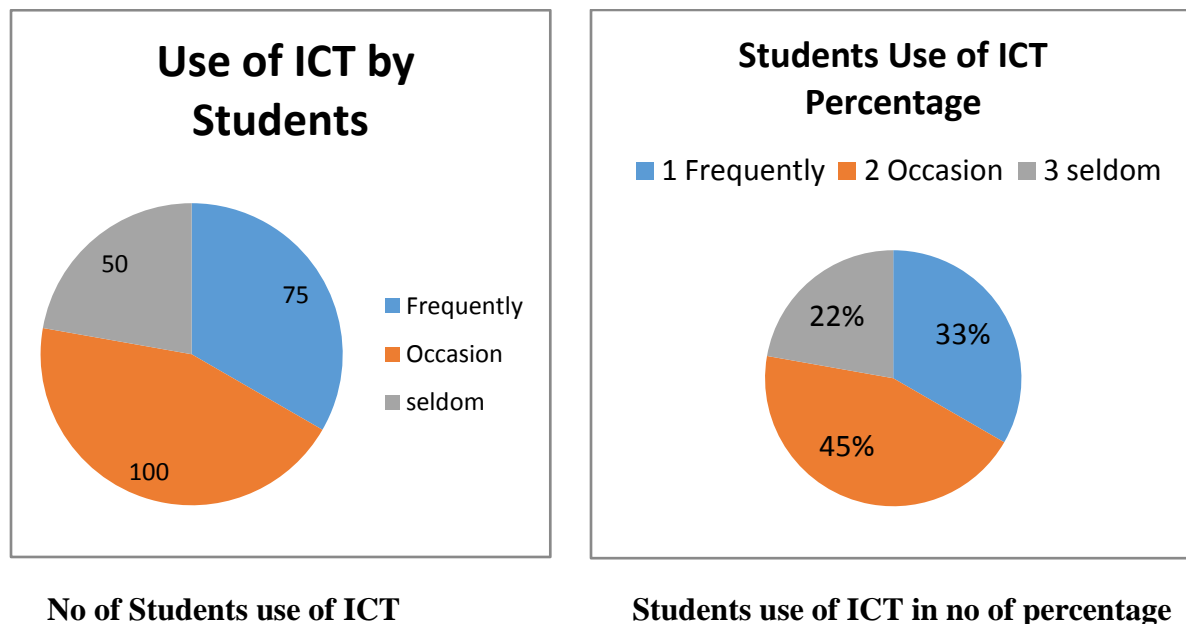 Use of ICT by
Students
50
75
100
Frequently
Occasion
seldom
Students Use of ICT
Percentage
1 Frequently 2 Occasion 3 seldom
22%
33%
45%
No of Students use of ICT
Students use of ICT in no of percentage